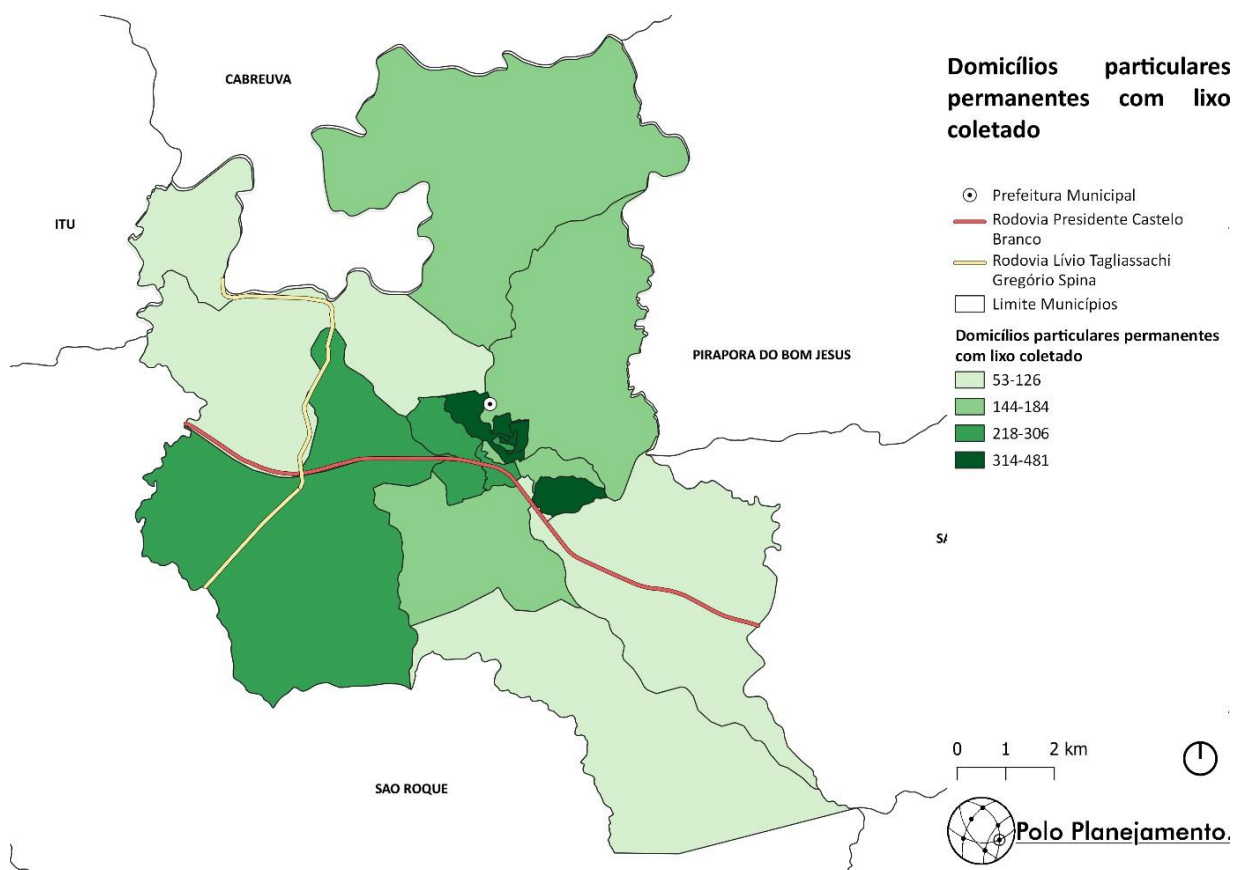 CABREUVA
ITU
PIRAPORA DO BOM JESUS
SA
SAO ROQUE
Domicílios particulares
permanentes com lixo
coletado
Prefeitura Municipal
Rodovia Presidente Castelo
Branco
Rodovia Lívio Tagliassachi
Gregório Spina
Limite Municípios
Domicílios particulares permanentes
com lixo coletado
53-126
144-184
218-306
314-481
0 1 2 km
Polo Planejamento.